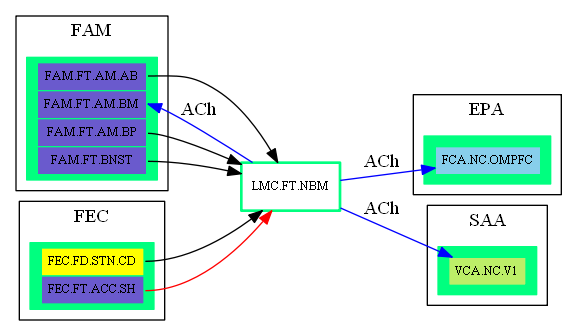 FAM
FAM.FT.AM.AB
FAM.FT.AM.BM
FAM.FT.AM.BP
FAM.FT.BNST
FEC
FEC.FD.STN.CD
FEC.FT.ACC.SH
ACh
LMC.FT.NBM
ACh
ACh
EPA
FCA.NC.OMPFC
SAA
VCA.NC.V1